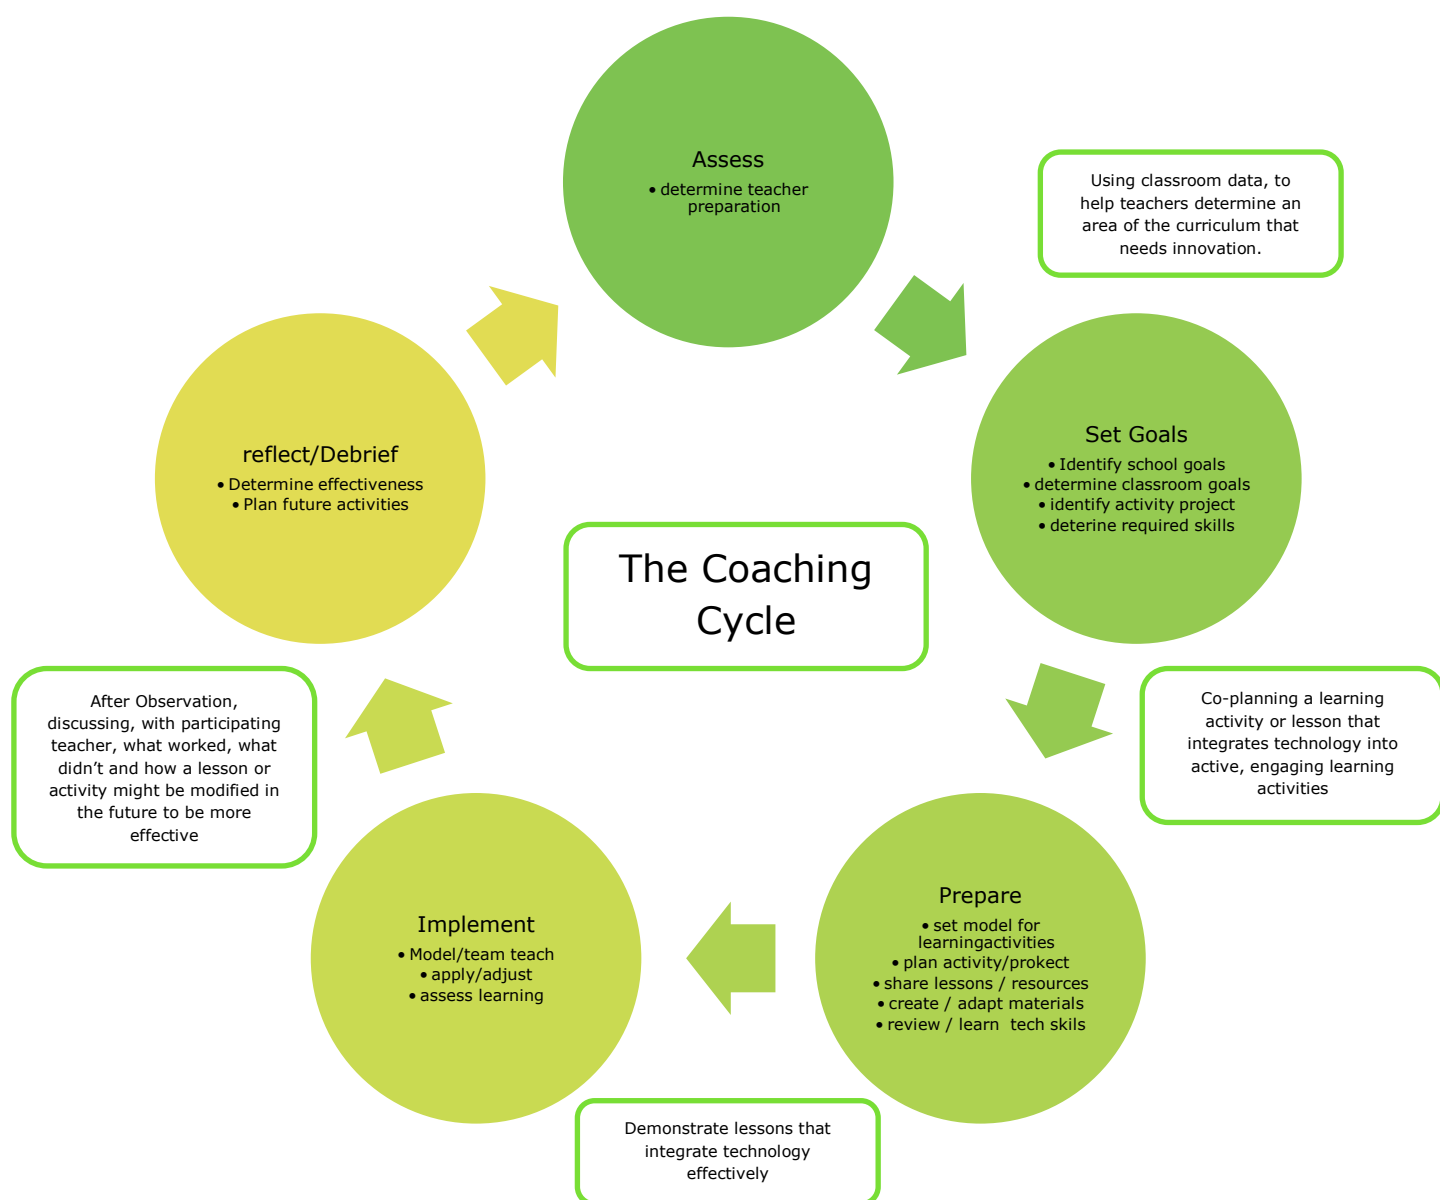 Assess
• determine teacher
preparation
Using classroom data, to
help teachers determine an
area of the curriculum that
needs innovation.
Set Goals
• Identify school goals
• determine classroom goals
• identify activity project
• deterine required skills
reflect/Debrief
• Determine effectiveness
• Plan future activities
The Coaching
Cycle
Co-planning a learning
activity or lesson that
integrates technology into
active, engaging learning
activities
After Observation,
discussing, with participating
teacher, what worked, what
didn’t and how a lesson or
activity might be modified in
the future to be more
effective
Prepare
• set model for
learningactivities
• plan activity/prokect
• share lessons / resources
• create / adapt materials
• review / learn  tech skils
Implement
• Model/team teach
• apply/adjust
• assess learning
Demonstrate lessons that
integrate technology
effectively